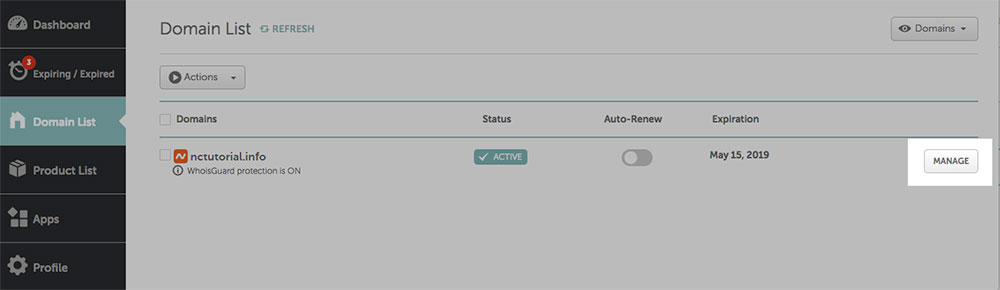 Dashboard
3
Expiring / Expired
Domain List
Product List
Apps
Profile
Domain List REFRESH
Domains
Actions
Domains Status Auto-Renew Expiration
nctutorial.info ACTIVE May 15, 2019 MANAGE
WhoisGuard protection is ON